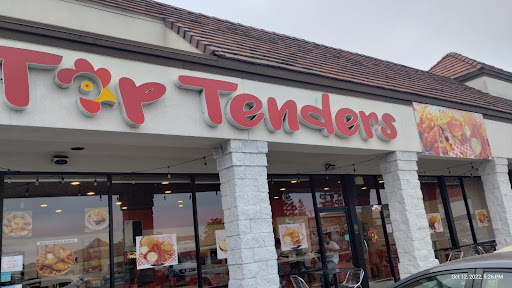 Top Tenders
Oct 12, 2022, 5:26 PM